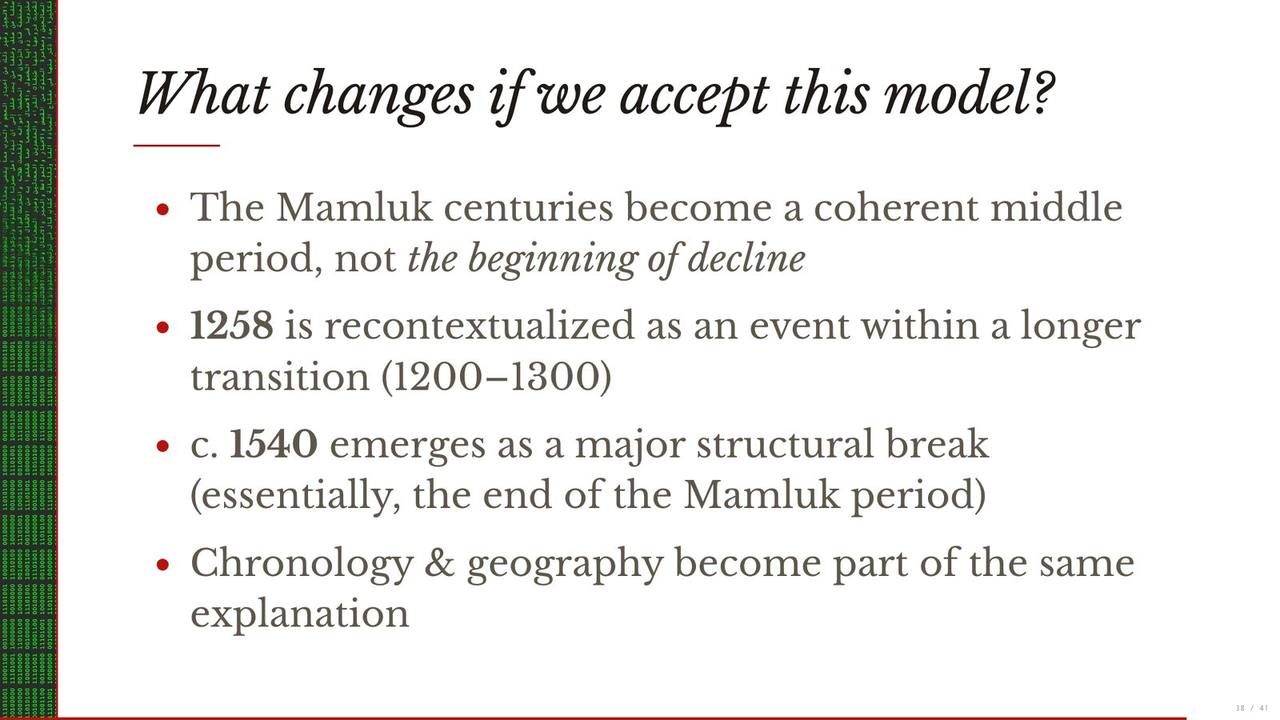 What changes if we accept this model?
• The Mamluk centuries become a coherent middle
period, not the beginning of decline
• 1258 is recontextualized as an event within a longer
transition (1200–1300)
• c. 1540 emerges as a major structural break
(essentially, the end of the Mamluk period)
• Chronology & geography become part of the same
explanation
38 / 41